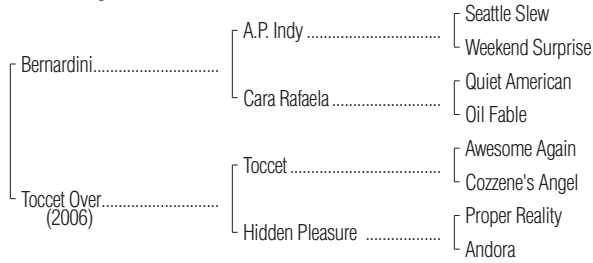 Seattle Slew
A.P. Indy ..............................
Weekend Surprise
Bernardini............................
Quiet American
Cara Rafaela ........................
Oil Fable
Awesome Again
Toccet ..................................
Cozzene's Angel
Toccet Over..........................
(2006)
Proper Reality
Hidden Pleasure ..................
Andora